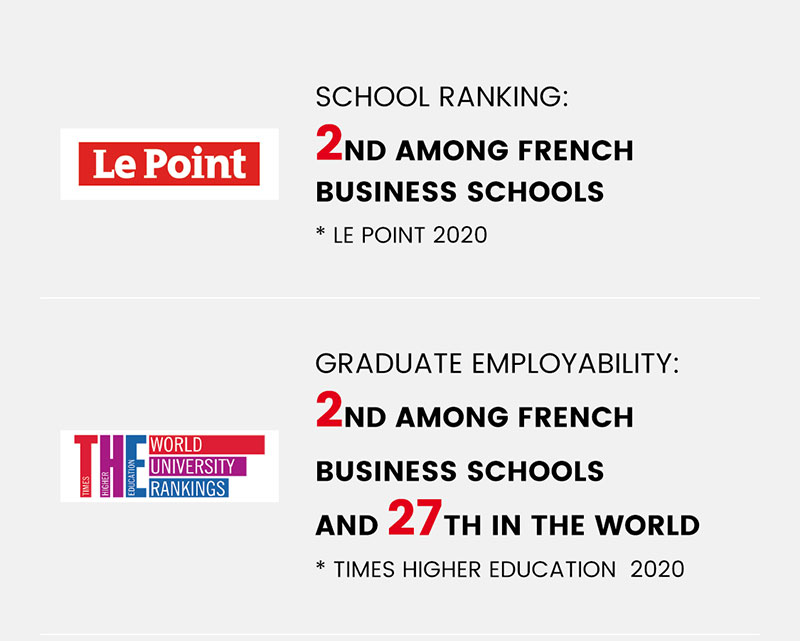 SCHOOL RANKING:
Le Point
2ND AMONG FRENCH
BUSINESS SCHOOLS
* LE POINT 2020
GRADUATE EMPLOYABILITY:
2ND AMONG FRENCH
BUSINESS SCHOOLS
AND 27TH IN THE WORLD
* TIMES HIGHER EDUCATION 2020
THE
TIMES
HIGHER
EDUCATION
WORLD
UNIVERSITY
RANKINGS